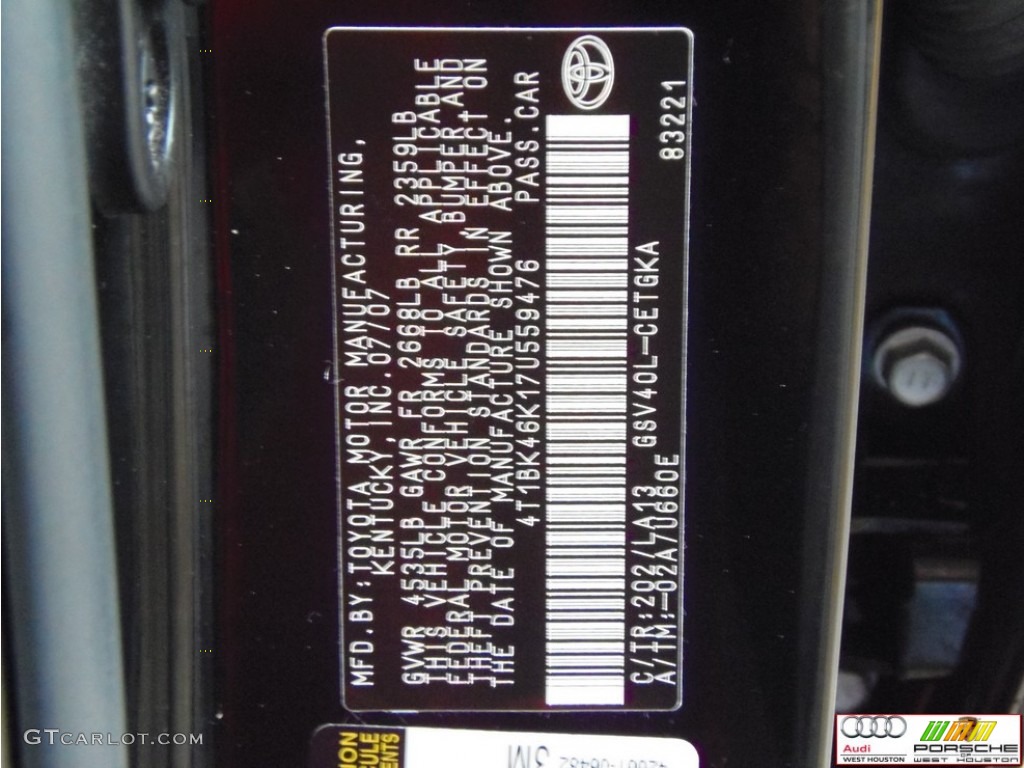 MFD.BY:TOYOTA MOTOR MANUFACTURING,
KENTUCKY,INC.07/07
GVWR 4535LB GAWR FR 2668LB RR 2359LB
THIS VEHICLE CONFORMS TO ALL APPLICABLE
FEDERAL MOTOR VEHICLE SAFETY,BUMPER,AND
THEFT PREVENTION STANDARDS IN EFFECT ON
THE DATE OF MANUFACTURE SHOWN ABOVE.
4T1BK46K17U559476 PASS.CAR
C/TR:202/LA13 GSV40L-CETGKA 83221
A/TM:-02A/U660E
3M
GTcarlot.com
Audi
WEST HOUSTON
PORSCHE
OF
WEST HOUSTON